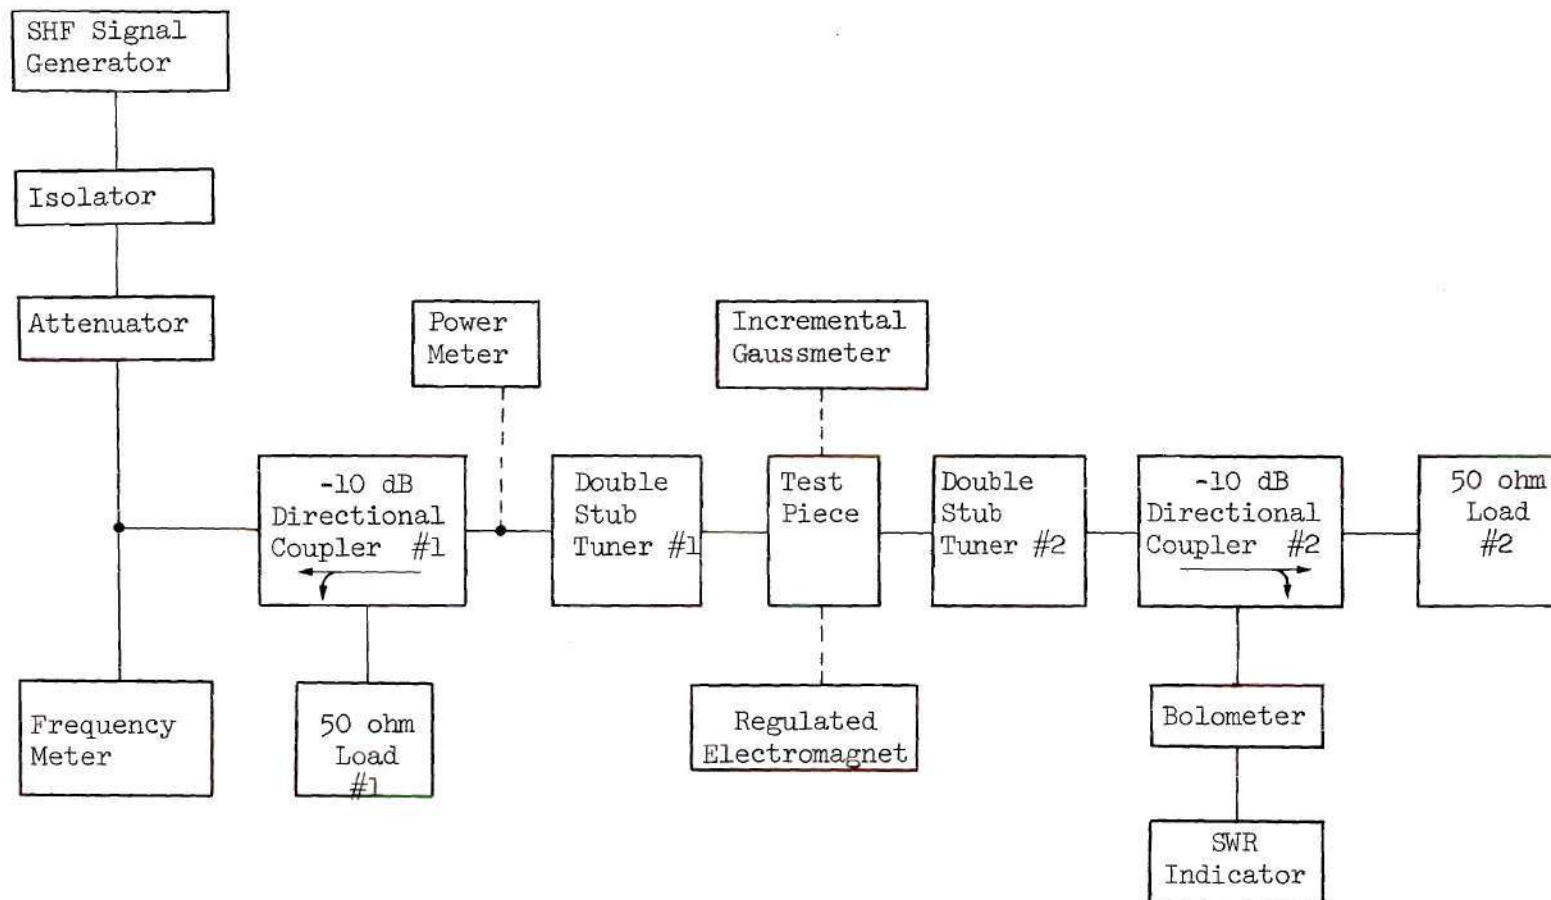 SHF Signal
Generator
Isolator
Attenuator
Power
Meter
Incremental
Gaussmeter
-10 dB
Directional
Coupler #1
Double
Stub
Tuner #1
Test
Piece
Double
Stub
Tuner #2
-10 dB
Directional
Coupler #2
50 ohm
Load
#2
Frequency
Meter
50 ohm
Load
#1
Regulated
Electromagnet
Bolometer
SWR
Indicator